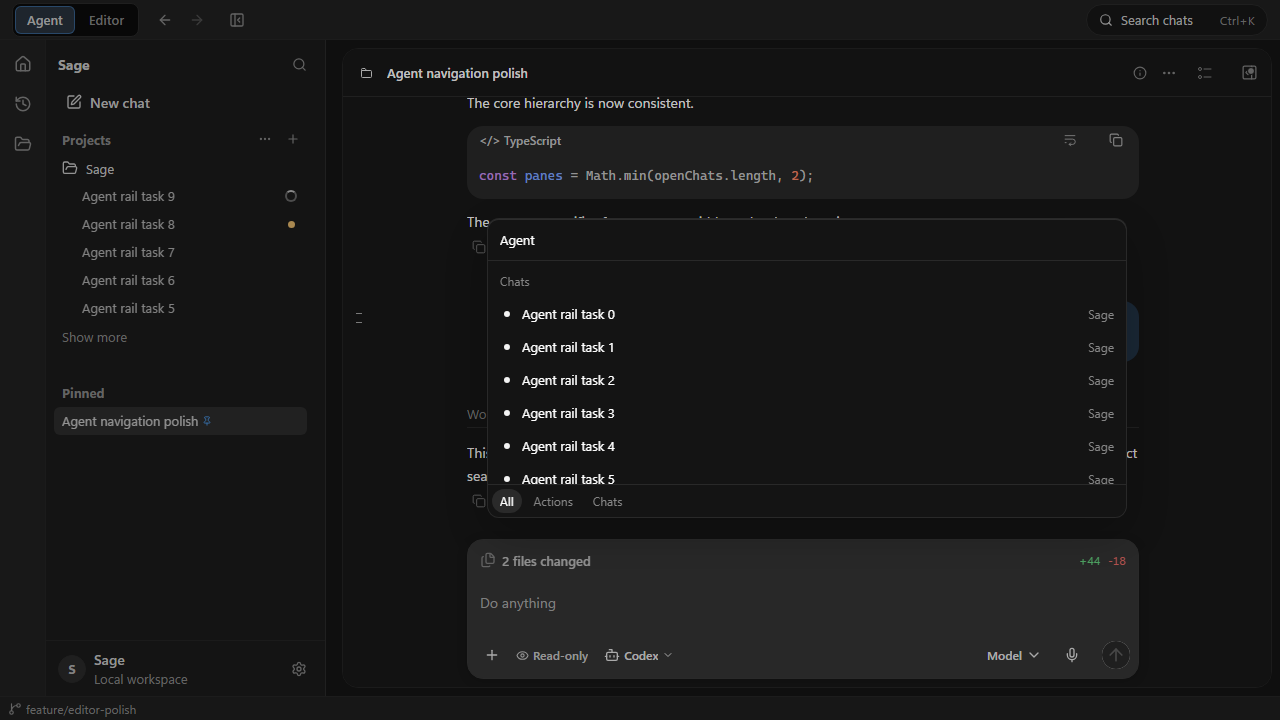 Agent
Editor
Search chats
Ctrl+K
Sage
New chat
Projects
Sage
Agent rail task 9
Agent rail task 8
Agent rail task 7
Agent rail task 6
Agent rail task 5
Show more
Pinned
Agent navigation polish
S
Sage
Local workspace
feature/editor-polish
Agent navigation polish
The core hierarchy is now consistent.
</> TypeScript
const panes = Math.min(openChats.length, 2);
The
Agent
Chats
Agent rail task 0 Sage
Agent rail task 1 Sage
Agent rail task 2 Sage
Agent rail task 3 Sage
Agent rail task 4 Sage
Agent rail task 5 Sage
All Actions Chats
2 files changed +44 -18
Do anything
Read-only Codex Model